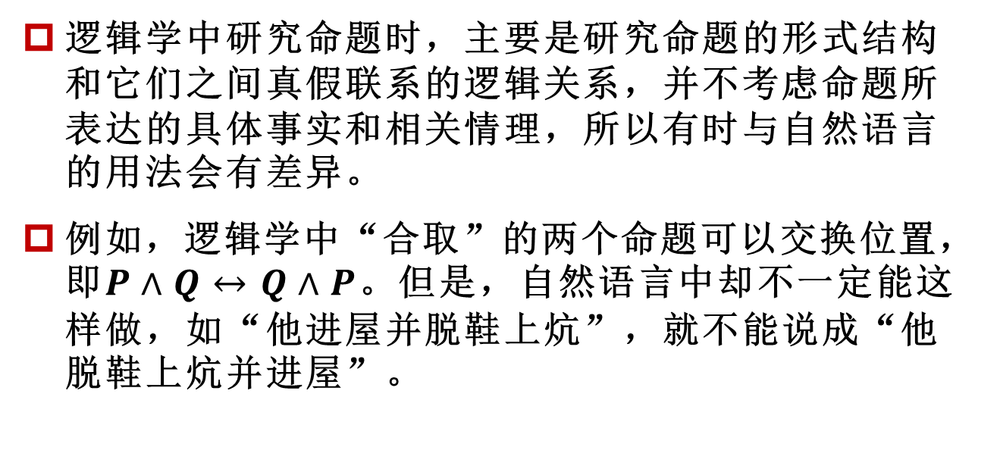 逻辑学中研究命题时，主要是研究命题的形式结构
和它们之间真假联系的逻辑关系，并不考虑命题所
表达的具体事实和相关情理，所以有时与自然语言
的用法会有差异。
例如，逻辑学中“合取”的两个命题可以交换位置，
即P ∧ Q ↔ Q ∧ P。但是，自然语言中却不一定能这
样做，如“他进屋并脱鞋上炕”，就不能说成“他
脱鞋上炕并进屋”。